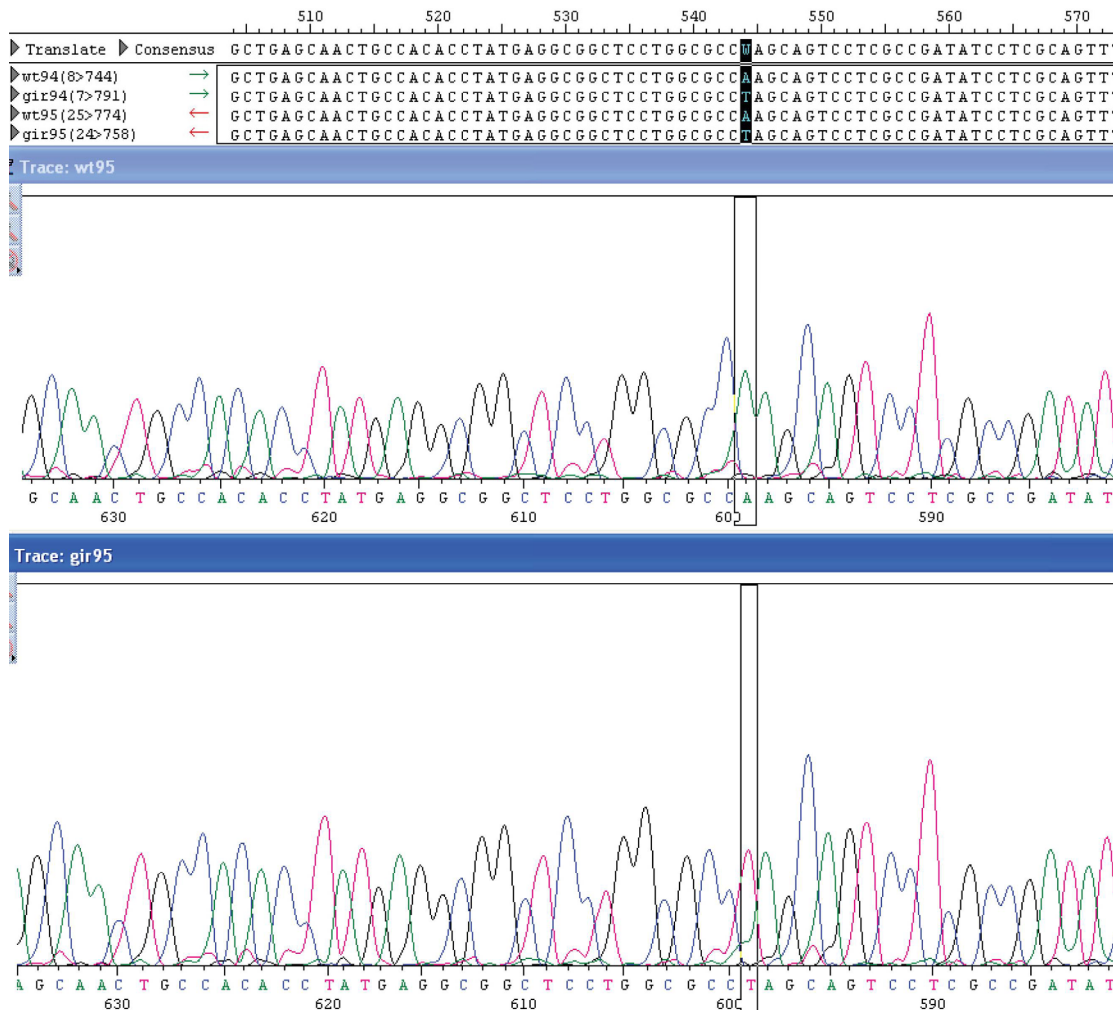 510 520 530 540 550 560 570
Translate Consensus GCTGAGCAACTGCCACACCTATGAGGCGGCTCCTGGCGCCWAGCAGTCCTCGCCGATATCCTCGCAGTT
wt94(8>744) → GCTGAGCAACTGCCACACCTATGAGGCGGCTCCTGGCGCCAAGCAGTCCTCGCCGATATCCTCGCAGTT
gir94(7>791) → GCTGAGCAACTGCCACACCTATGAGGCGGCTCCTGGCGCCTAGCAGTCCTCGCCGATATCCTCGCAGTT
wt95(25>774) ← GCTGAGCAACTGCCACACCTATGAGGCGGCTCCTGGCGCCAAGCAGTCCTCGCCGATATCCTCGCAGTT
gir95(24>758) ← GCTGAGCAACTGCCACACCTATGAGGCGGCTCCTGGCGCCTAGCAGTCCTCGCCGATATCCTCGCAGTT
Trace: wt95
G C A A C T G C C A C A C C T A T G A G G C G G C T C C T G G C G C C A A G C A G T C C T C G C C G A T A T
630 620 610 600 590
Trace: gir95
A G C A A C T G C C A C A C C T A T G A G G C G G C T C C T G G C G C C T A G C A G T C C T C G C C G A T A T
630 620 610 600 590